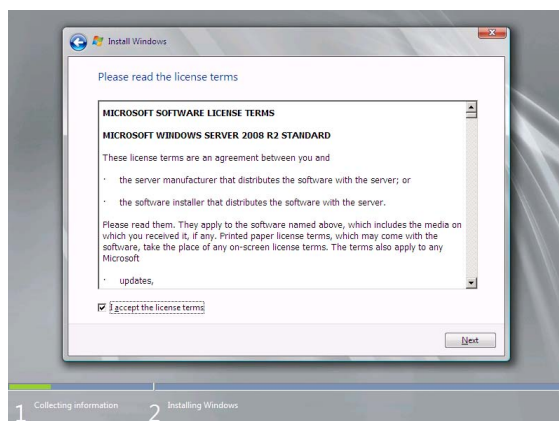 Install Windows
Please read the license terms
MICROSOFT SOFTWARE LICENSE TERMS
MICROSOFT WINDOWS SERVER 2008 R2 STANDARD
These license terms are an agreement between you and
· the server manufacturer that distributes the software with the server; or
· the software installer that distributes the software with the server.
Please read them. They apply to the software named above, which includes the media on
which you received it, if any. Printed paper license terms, which may come with the
software, take the place of any on-screen license terms. The terms also apply to any
Microsoft
· updates,
I accept the license terms
Next
1 Collecting information 2 Installing Windows